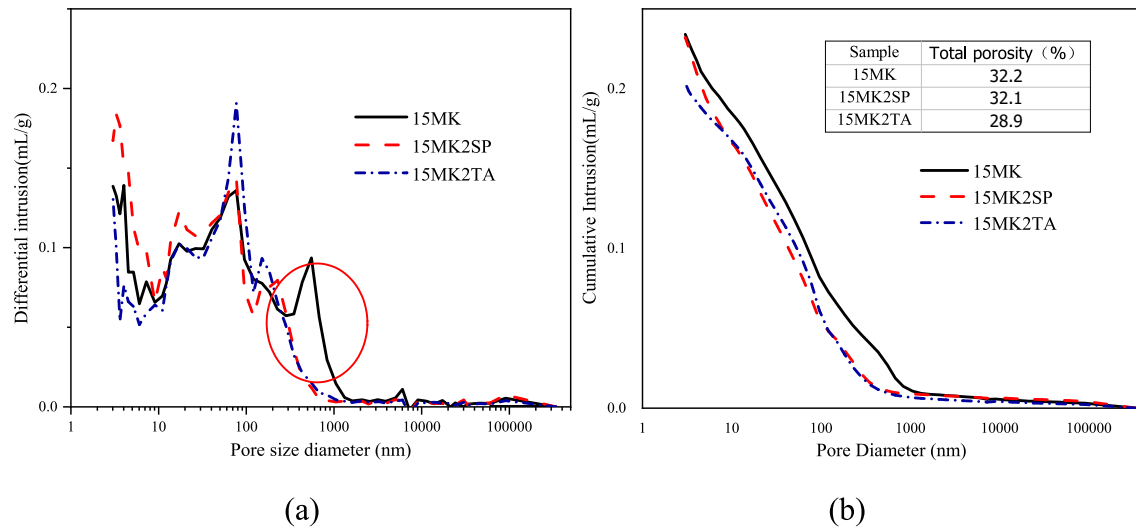 Differential intrusion(mL/g)
0.2
0.1
0.0
15MK
15MK2SP
15MK2TA
1 10 100 1000 10000 100000
Pore size diameter (nm)
(a)
Cumulative Intrusion(mL/g)
0.2
0.1
0.0
Sample Total porosity（%）
15MK 32.2
15MK2SP 32.1
15MK2TA 28.9
15MK
15MK2SP
15MK2TA
1 10 100 1000 10000 100000
Pore Diameter (nm)
(b)